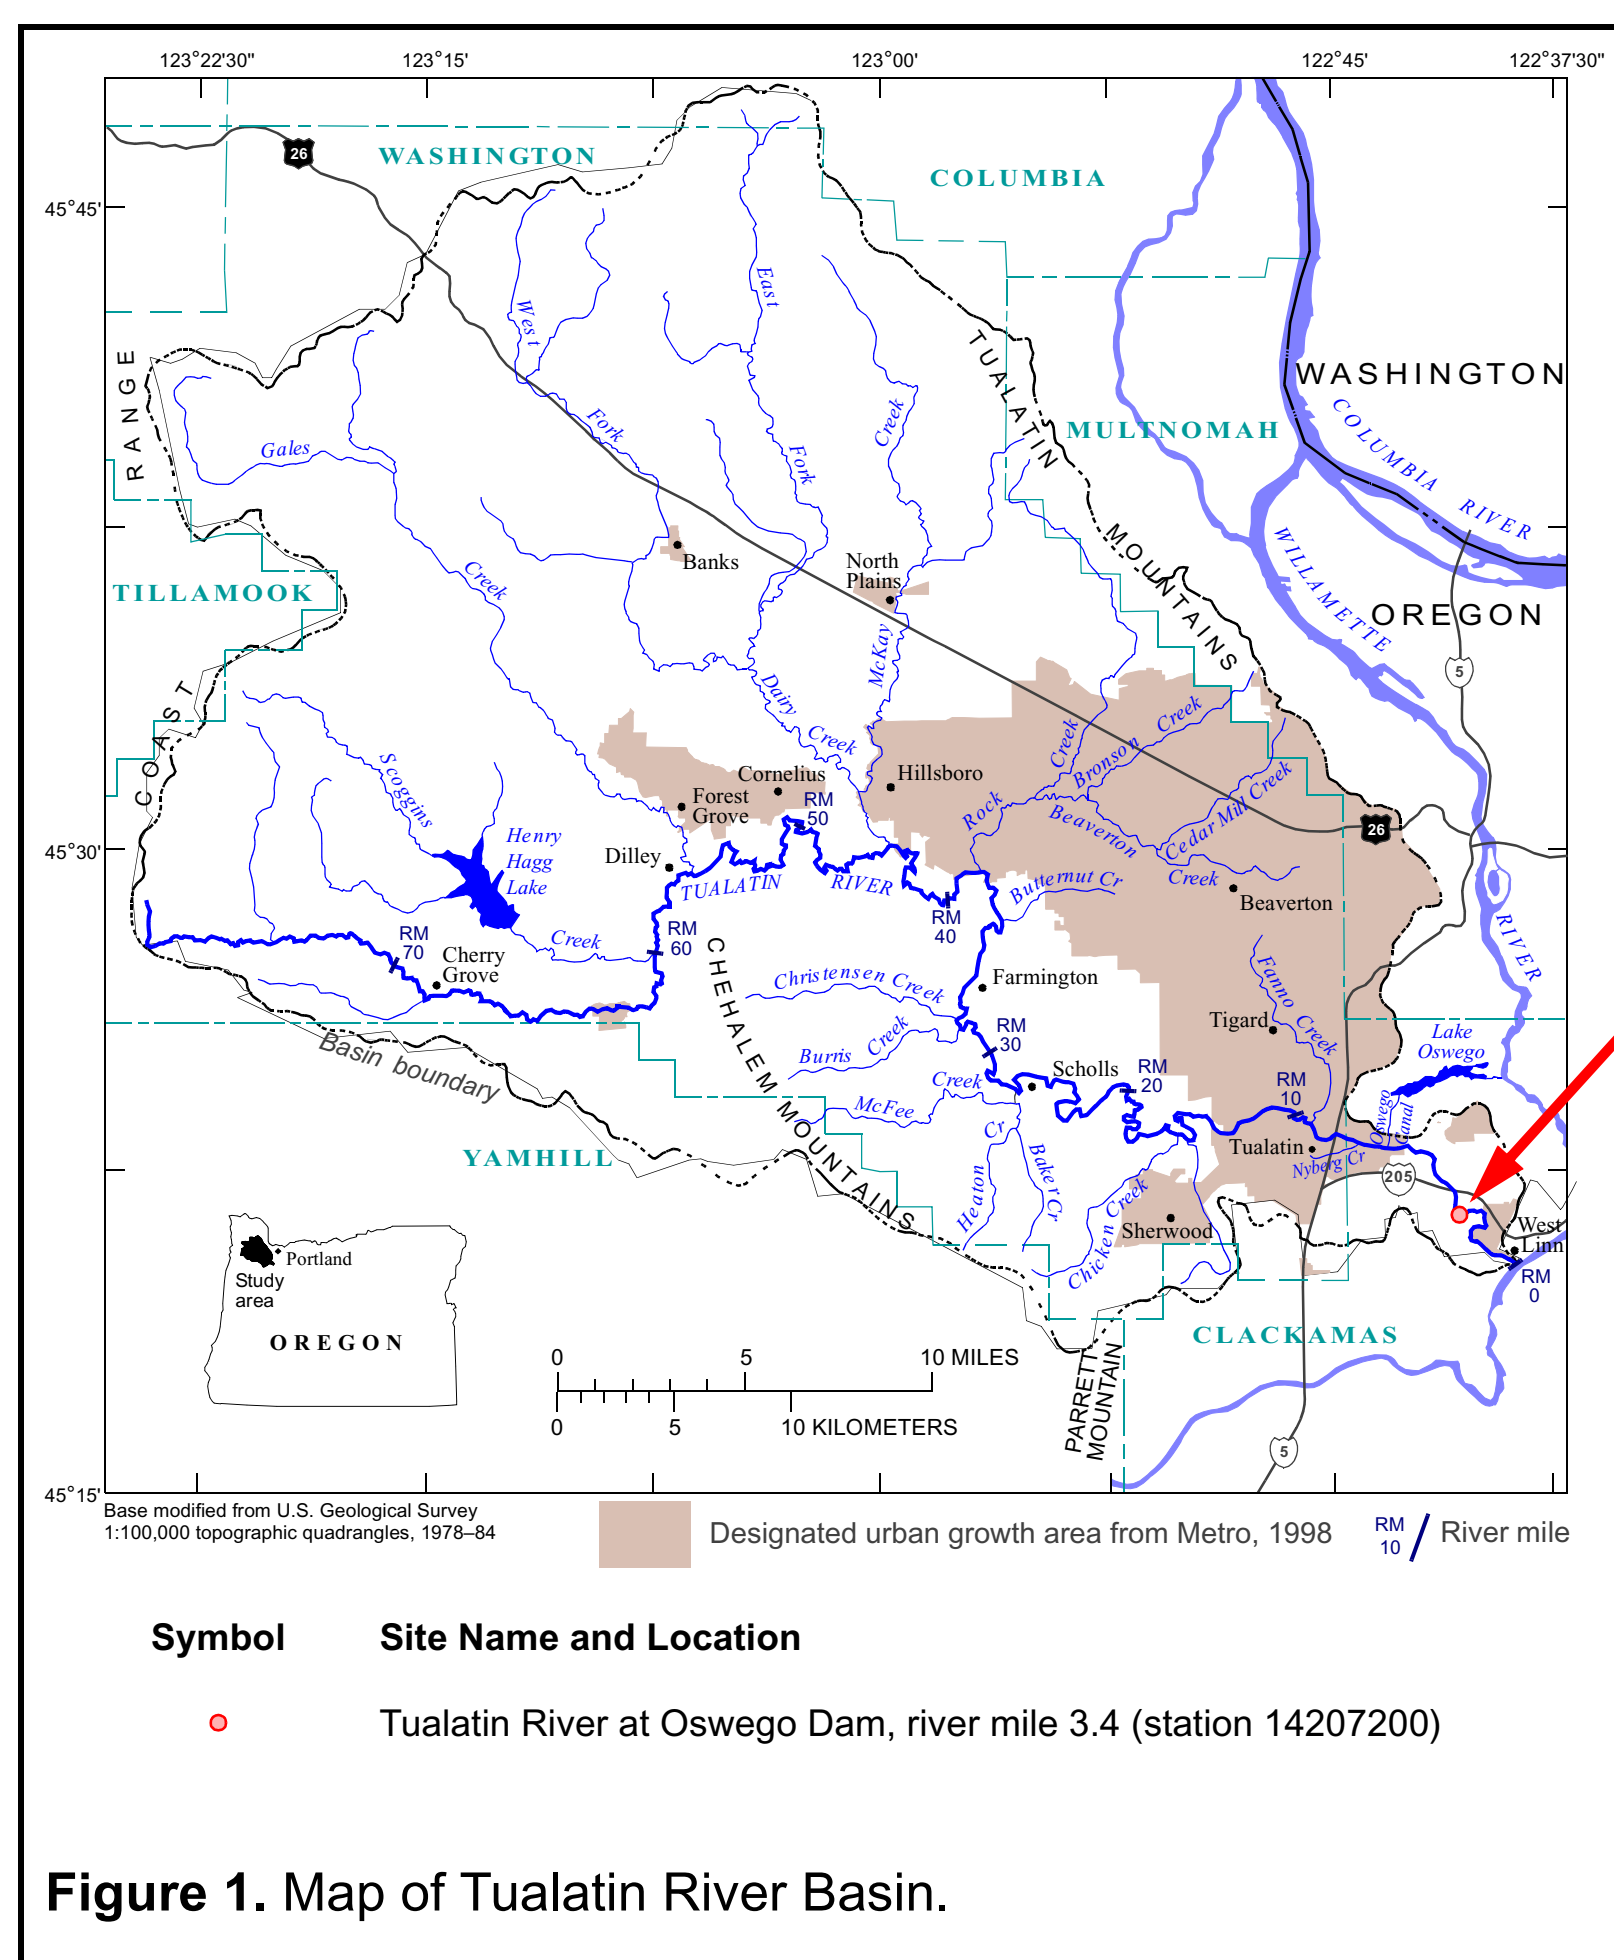 123°22'30"
123°15'
123°00'
122°45'
122°37'30"
45°45'
45°30'
45°15'
26
WASHINGTON
COLUMBIA
WASHINGTON
COLUMBIA RIVER
MULTNOMAH
OREGON
WILLAMETTE
RIVER
5
TUALATIN MOUNTAINS
COAST RANGE
TILLAMOOK
Gales
Creek
West
Fork
East
Fork
Creek
McKay
Banks
North
Plains
Dairy
Creek
Scoggins
Creek
Henry
Hagg
Lake
Cornelius
Forest
Grove
Hillsboro
RM
50
Dilley
TUALATIN RIVER
Rock
Creek
Bronson Creek
Beaverton
Creek
Cedar Mill Creek
26
Beaverton
Butternut Cr
RM
40
RM
60
RM
70
Cherry
Grove
CHEHALEM MOUNTAINS
Christensen Creek
Farmington
Burris Creek
RM
30
Fanno Creek
Tigard
Lake
Oswego
Basin boundary
McFee
Creek
Scholls
RM
20
RM
10
Oswego
Canal
YAMHILL
Heaton
Cr
Baker Cr
Chicken Creek
Tualatin
Nyberg Cr
205
Sherwood
West
Linn
RM
0
Portland
Study
area
OREGON
0 5 10 MILES
0 5 10 KILOMETERS
PARRETT
MOUNTAIN
CLACKAMAS
5
Base modified from U.S. Geological Survey
1:100,000 topographic quadrangles, 1978–84
Designated urban growth area from Metro, 1998
RM
10
River mile
Symbol Site Name and Location
Tualatin River at Oswego Dam, river mile 3.4 (station 14207200)
Figure 1. Map of Tualatin River Basin.